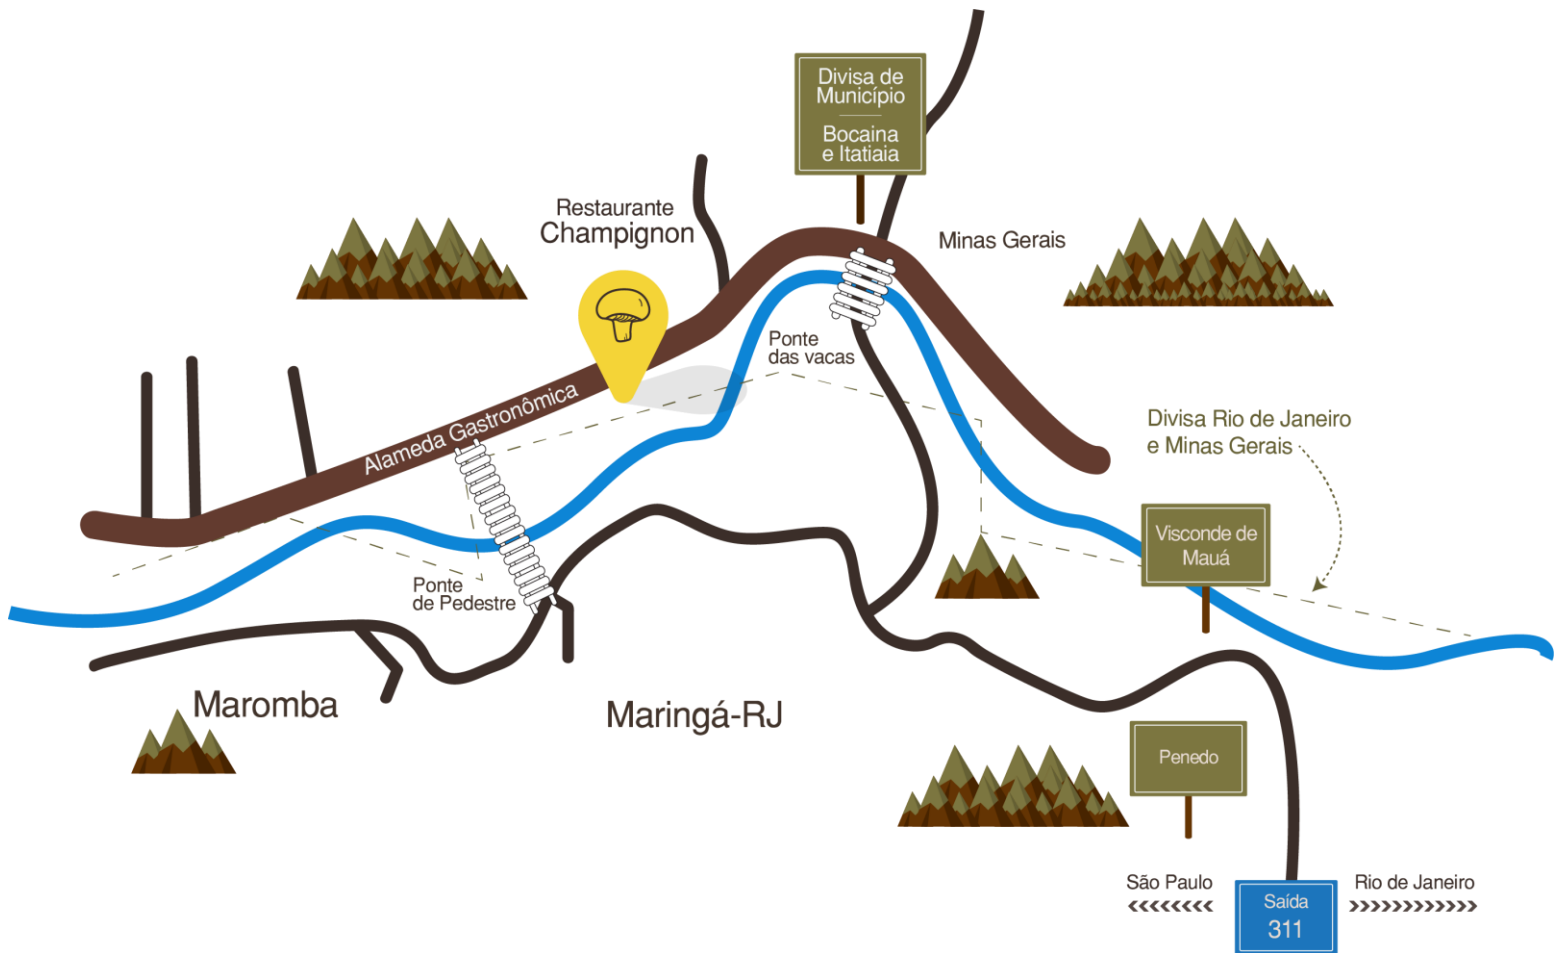 Divisa de
Município
Bocaina
e Itatiaia
Restaurante
Champignon
Minas Gerais
Ponte
das vacas
Alameda Gastronômica
Divisa Rio de Janeiro
e Minas Gerais
Visconde de
Mauá
Ponte
de Pedestre
Maromba
Maringá-RJ
Penedo
São Paulo
Saída
311
Rio de Janeiro